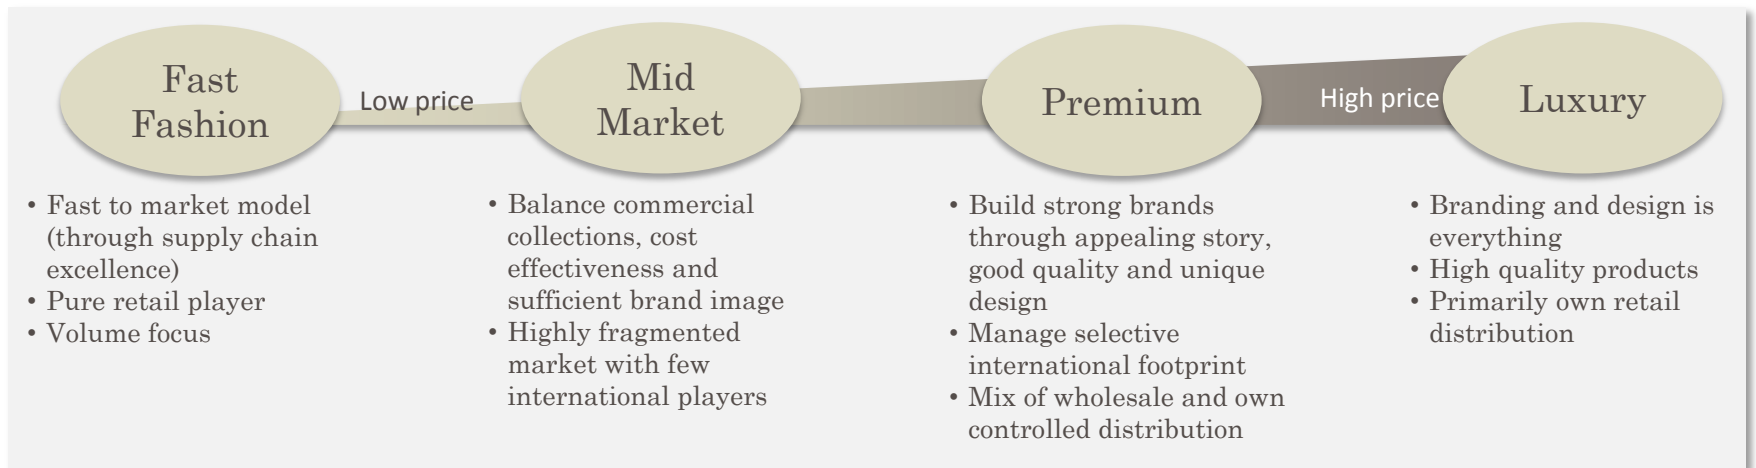 Fast
Fashion
Low price
Mid
Market
Premium
High price
Luxury
• Fast to market model
(through supply chain
excellence)
• Pure retail player
• Volume focus
• Balance commercial
collections, cost
effectiveness and
sufficient brand image
• Highly fragmented
market with few
international players
• Build strong brands
through appealing story,
good quality and unique
design
• Manage selective
international footprint
• Mix of wholesale and own
controlled distribution
• Branding and design is
everything
• High quality products
• Primarily own retail
distribution